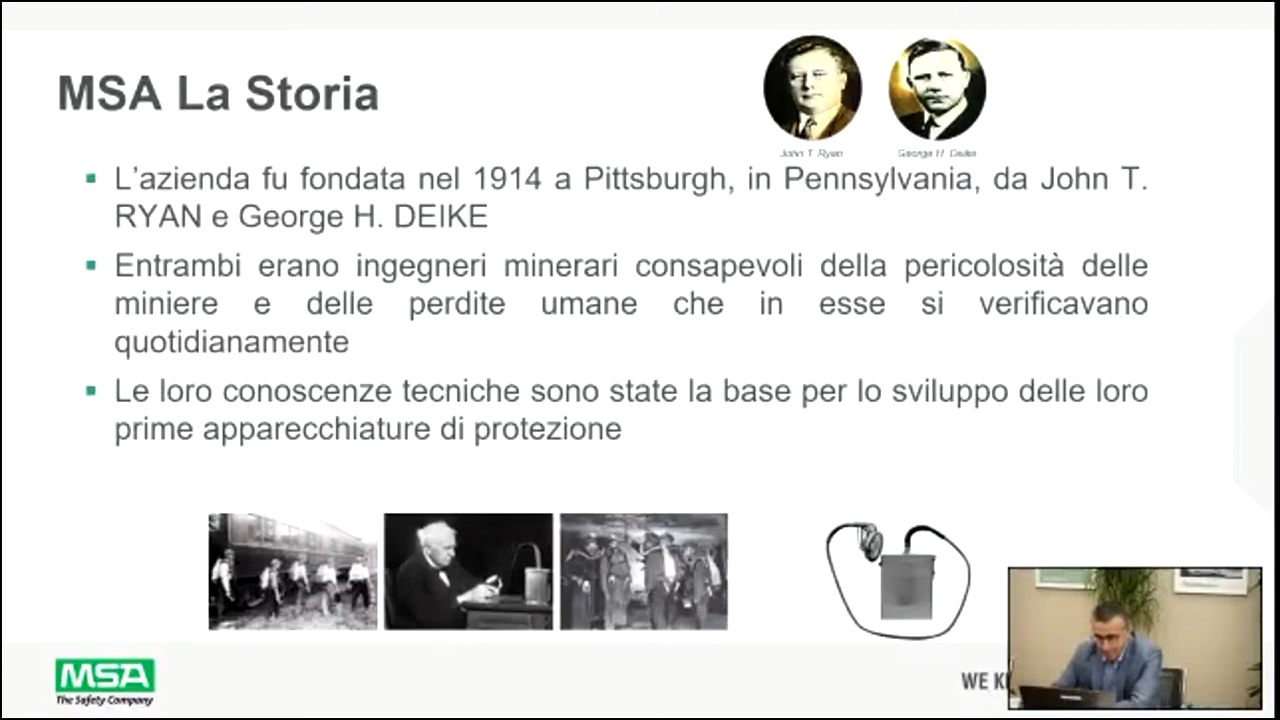 MSA La Storia
John T. Ryan
George H. Deike
L'azienda fu fondata nel 1914 a Pittsburgh, in Pennsylvania, da John T.
RYAN e George H. DEIKE
Entrambi erano ingegneri minerari consapevoli della pericolosità delle
miniere e delle perdite umane che in esse si verificavano
quotidianamente
Le loro conoscenze tecniche sono state la base per lo sviluppo delle loro
prime apparecchiature di protezione
MSA
The Safety Company
WE